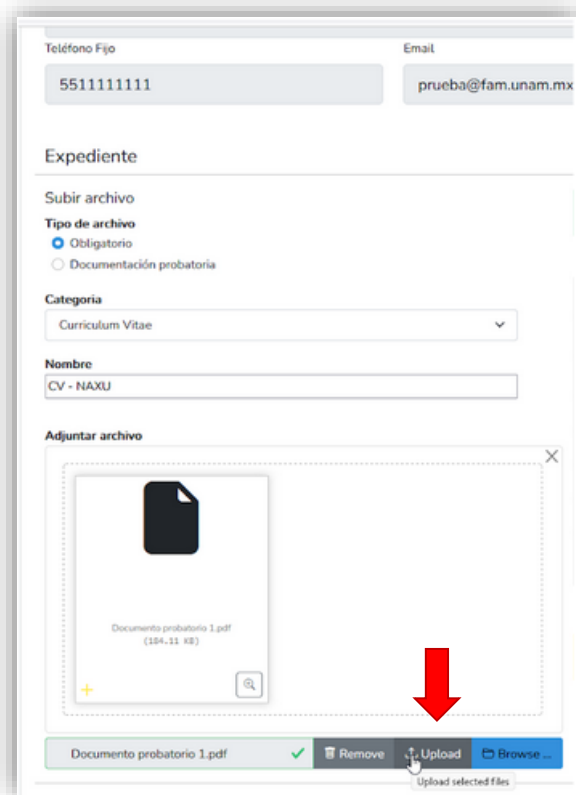 Teléfono Fijo
Email
5511111111
prueba@fam.unam.mx
Expediente
Subir archivo
Tipo de archivo
Obligatorio
Documentación probatoria
Categoria
Curriculum Vitae
Nombre
CV - NAXU
Adjuntar archivo
Documento probatorio 1.pdf
(184.11 KB)
Documento probatorio 1.pdf
Remove
Upload
Browse ...
Upload selected files